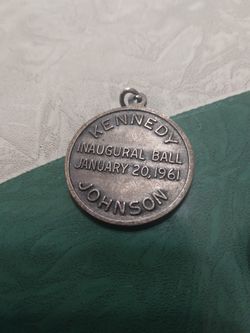 KENNEDY
INAUGURAL BALL
JANUARY 20, 1961
JOHNSON